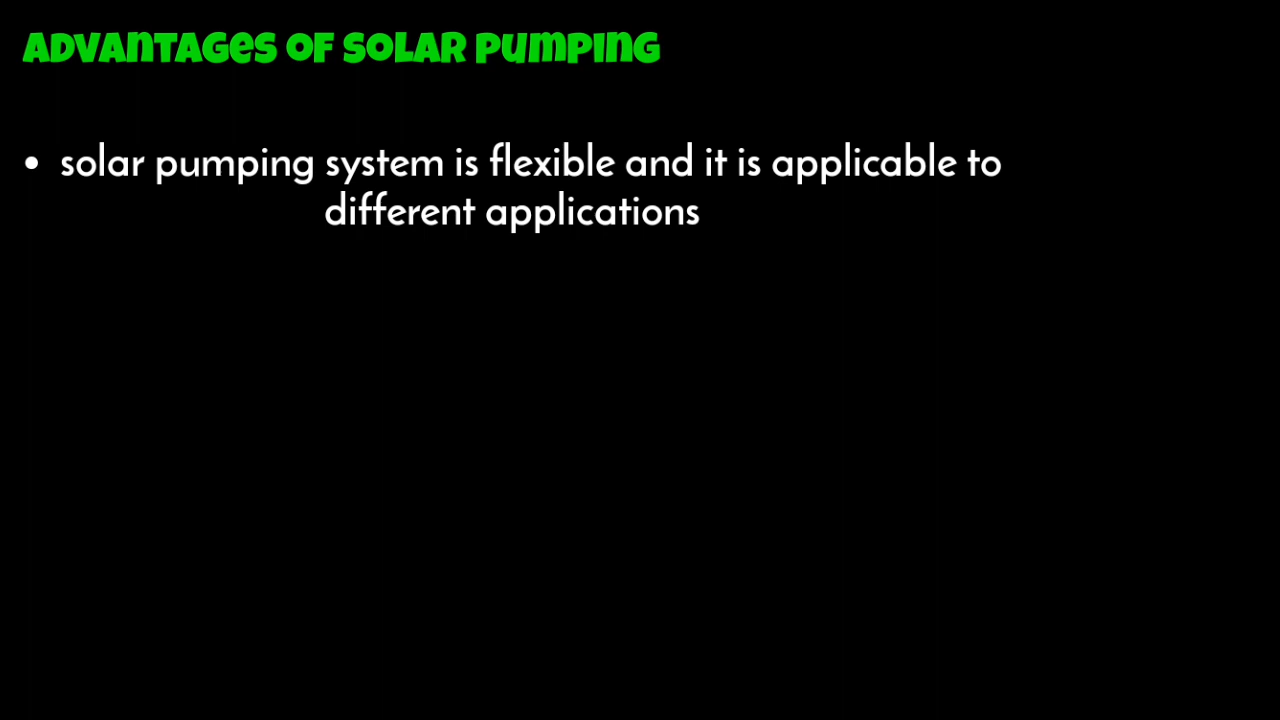 ADVANTAGES OF SOLAR PUMPING
• solar pumping system is flexible and it is applicable to
different applications